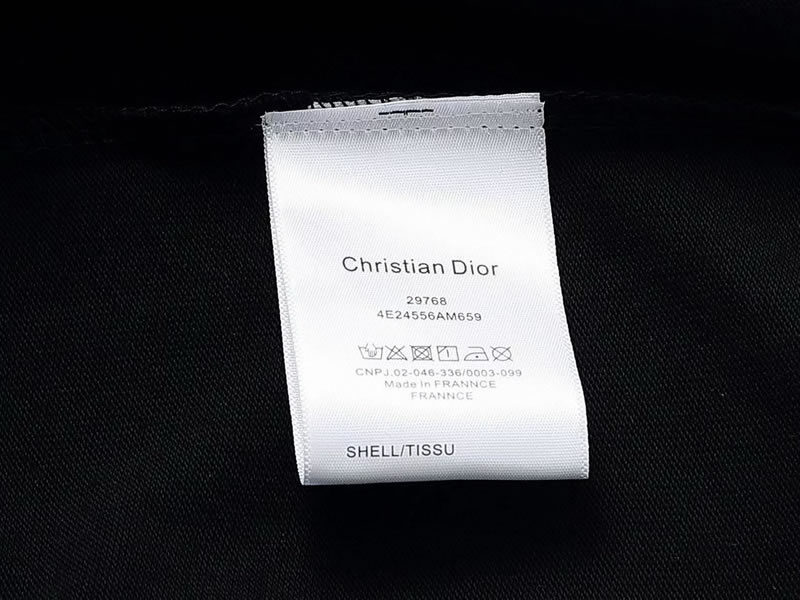 Christian Dior
29768
4E24556AM659
CNPJ.02-046-336/0003-099
Made In FRANNCE
FRANNCE
SHELL/TISSU